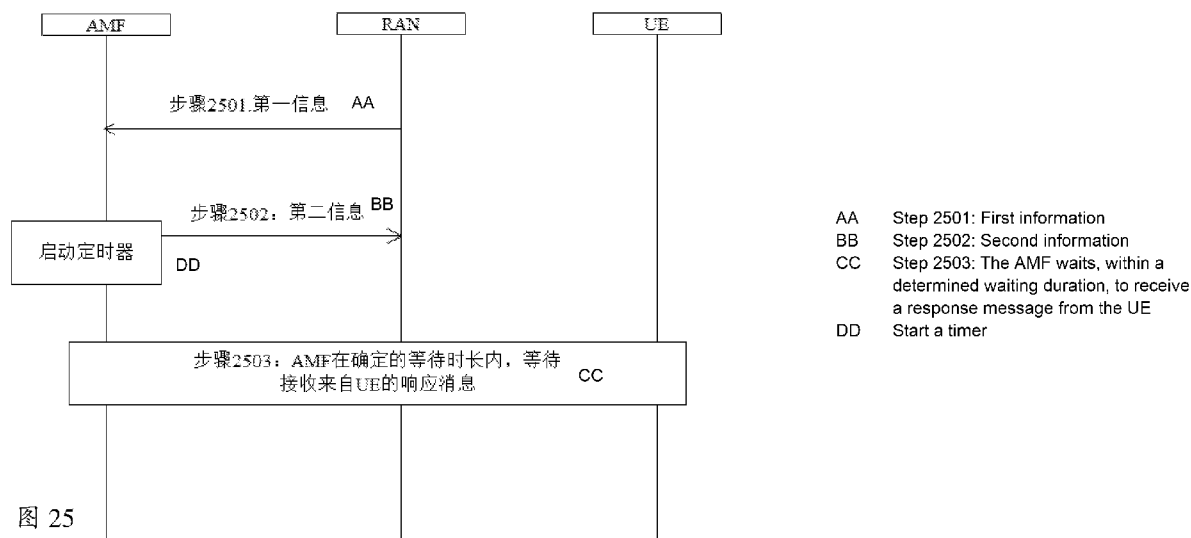 AMF
RAN
UE
步骤2501.第一信息 AA
步骤2502：第二信息 BB
启动定时器
DD
步骤2503：AMF在确定的等待时长内，等待
接收来自UE的响应消息
CC
图 25
AA Step 2501: First information
BB Step 2502: Second information
CC Step 2503: The AMF waits, within a
determined waiting duration, to receive
a response message from the UE
DD Start a timer